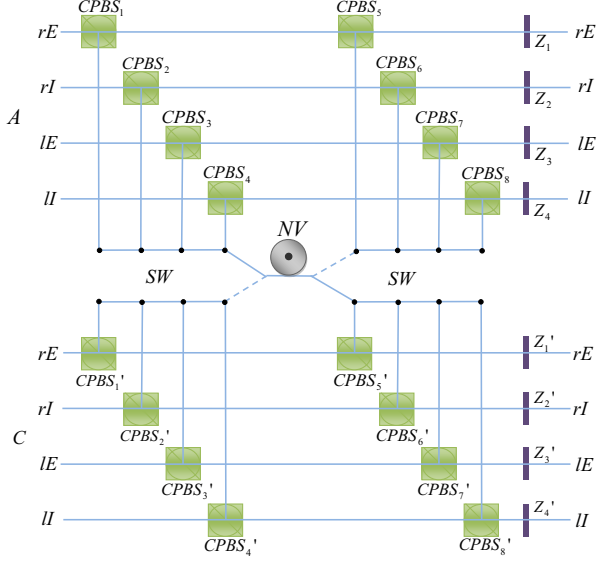 CPBS₁ CPBS₅
rE Z₁ rE
CPBS₂ CPBS₆
rI Z₂ rI
A
CPBS₃ CPBS₇
lE Z₃ lE
CPBS₄ CPBS₈
lI Z₄ lI
NV
SW SW
rE Z₁' rE
CPBS₁' CPBS₅'
rI Z₂' rI
CPBS₂' CPBS₆'
C
lE Z₃' lE
CPBS₃' CPBS₇'
lI Z₄' lI
CPBS₄' CPBS₈'